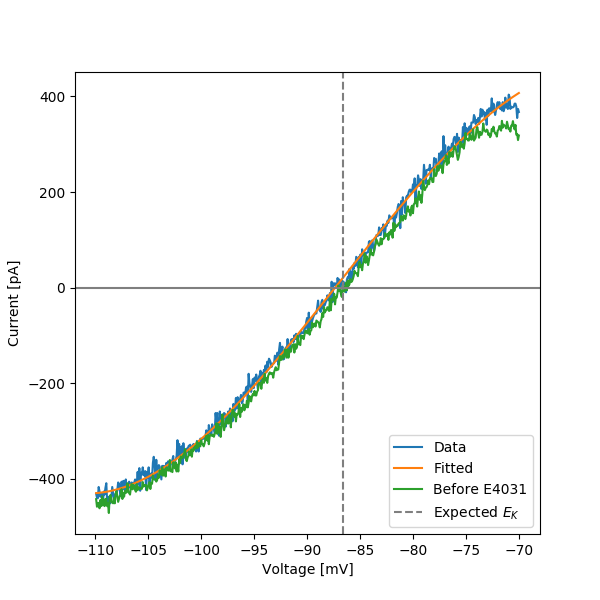 400
200
0
−200
−400
Current [pA]
Data
Fitted
Before E4031
Expected E_K
−110 −105 −100 −95 −90 −85 −80 −75 −70
Voltage [mV]